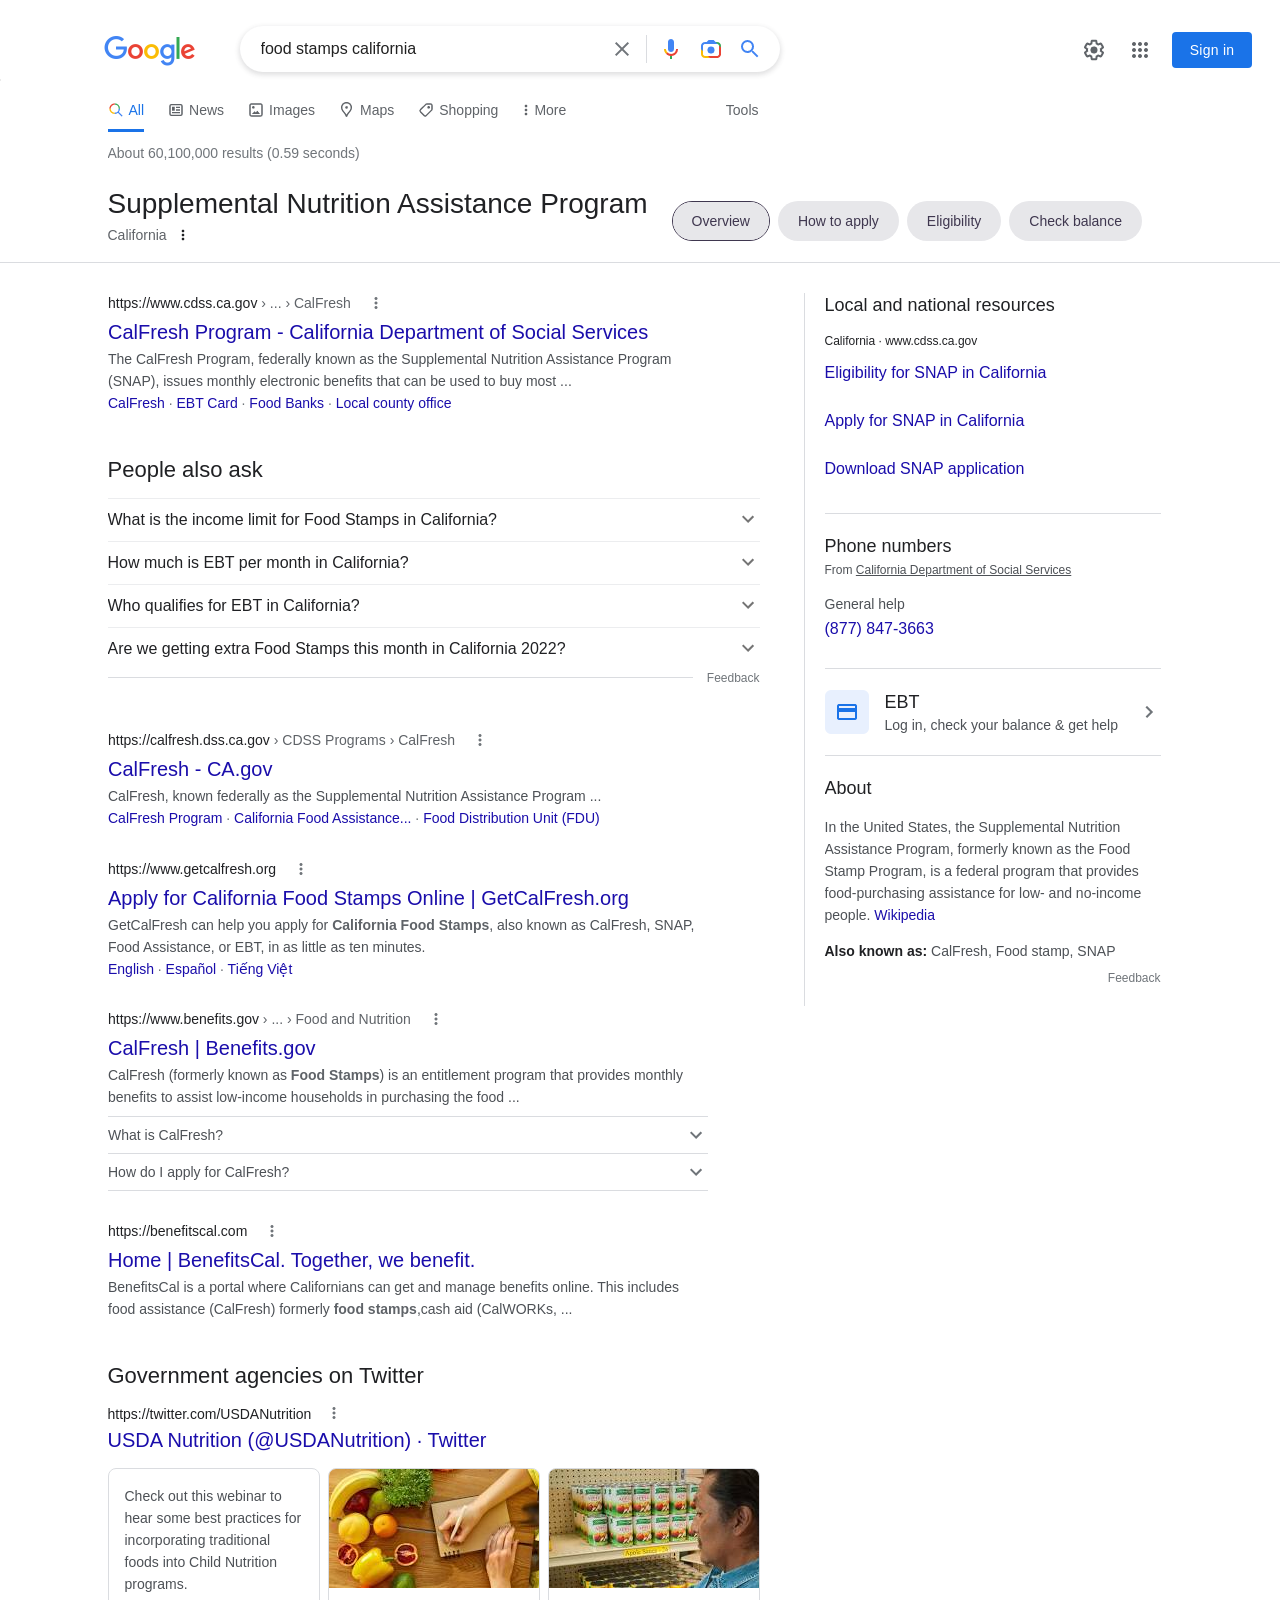 Google
food stamps california
Sign in
All
News
Images
Maps
Shopping
More
Tools
About 60,100,000 results (0.59 seconds)
Supplemental Nutrition Assistance Program
California
Overview
How to apply
Eligibility
Check balance
https://www.cdss.ca.gov › ... › CalFresh
CalFresh Program - California Department of Social Services
The CalFresh Program, federally known as the Supplemental Nutrition Assistance Program
(SNAP), issues monthly electronic benefits that can be used to buy most ...
CalFresh · EBT Card · Food Banks · Local county office
People also ask
What is the income limit for Food Stamps in California?
How much is EBT per month in California?
Who qualifies for EBT in California?
Are we getting extra Food Stamps this month in California 2022?
Feedback
https://calfresh.dss.ca.gov › CDSS Programs › CalFresh
CalFresh - CA.gov
CalFresh, known federally as the Supplemental Nutrition Assistance Program ...
CalFresh Program · California Food Assistance... · Food Distribution Unit (FDU)
https://www.getcalfresh.org
Apply for California Food Stamps Online | GetCalFresh.org
GetCalFresh can help you apply for California Food Stamps, also known as CalFresh, SNAP,
Food Assistance, or EBT, in as little as ten minutes.
English · Español · Tiếng Việt
https://www.benefits.gov › ... › Food and Nutrition
CalFresh | Benefits.gov
CalFresh (formerly known as Food Stamps) is an entitlement program that provides monthly
benefits to assist low-income households in purchasing the food ...
What is CalFresh?
How do I apply for CalFresh?
https://benefitscal.com
Home | BenefitsCal. Together, we benefit.
BenefitsCal is a portal where Californians can get and manage benefits online. This includes
food assistance (CalFresh) formerly food stamps,cash aid (CalWORKs, ...
Government agencies on Twitter
https://twitter.com/USDANutrition
USDA Nutrition (@USDANutrition) · Twitter
Check out this webinar to
hear some best practices for
incorporating traditional
foods into Child Nutrition
programs.
Local and national resources
California · www.cdss.ca.gov
Eligibility for SNAP in California
Apply for SNAP in California
Download SNAP application
Phone numbers
From California Department of Social Services
General help
(877) 847-3663
EBT
Log in, check your balance & get help
About
In the United States, the Supplemental Nutrition
Assistance Program, formerly known as the Food
Stamp Program, is a federal program that provides
food-purchasing assistance for low- and no-income
people. Wikipedia
Also known as: CalFresh, Food stamp, SNAP
Feedback